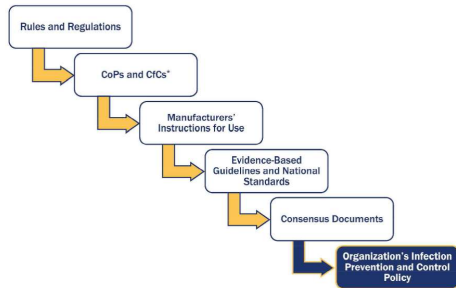 Rules and Regulations
CoPs and CfCs*
Manufacturers'
Instructions for Use
Evidence-Based
Guidelines and National
Standards
Consensus Documents
Organization's Infection
Prevention and Control
Policy